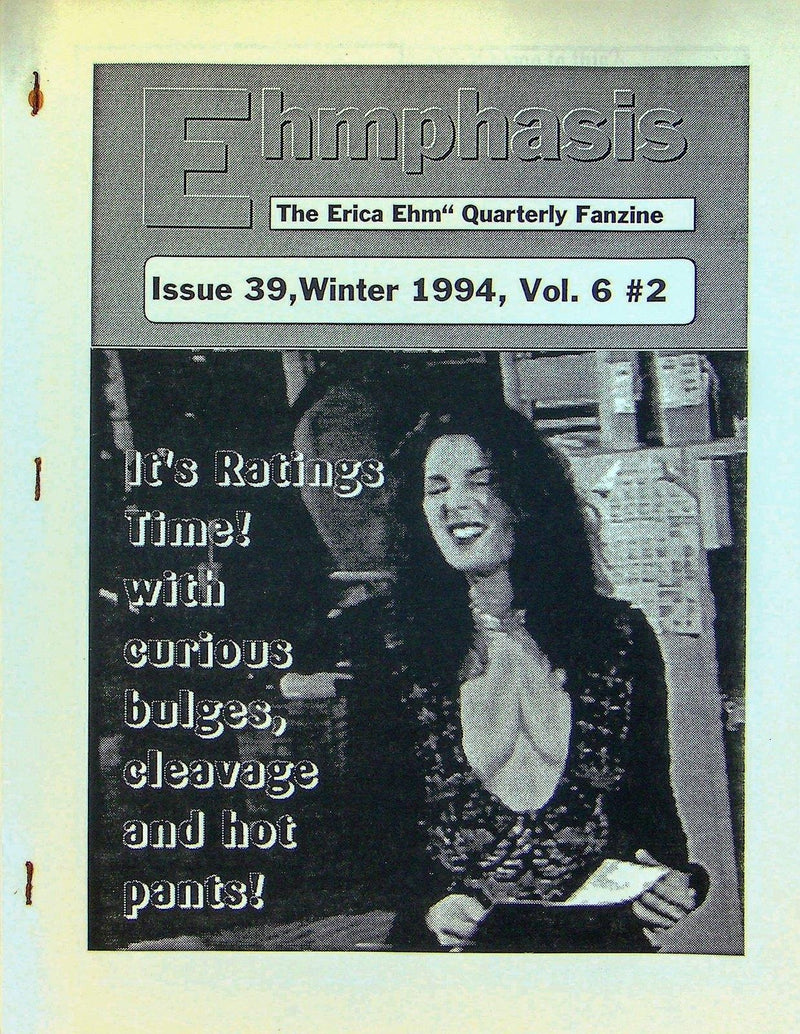 Ehmphasis
The Erica Ehm“ Quarterly Fanzine
Issue 39,Winter 1994, Vol. 6 #2
It's Ratings
Time!
with
curious
bulges,
cleavage
and hot
pants!